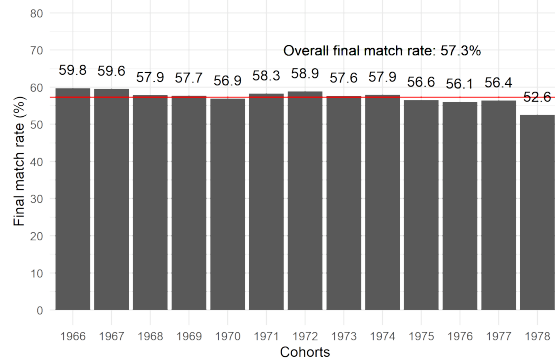 80
70
60
50
40
30
20
10
0
Final match rate (%)
Overall final match rate: 57.3%
59.8 59.6 57.9 57.7 56.9 58.3 58.9 57.6 57.9 56.6 56.1 56.4 52.6
1966 1967 1968 1969 1970 1971 1972 1973 1974 1975 1976 1977 1978
Cohorts